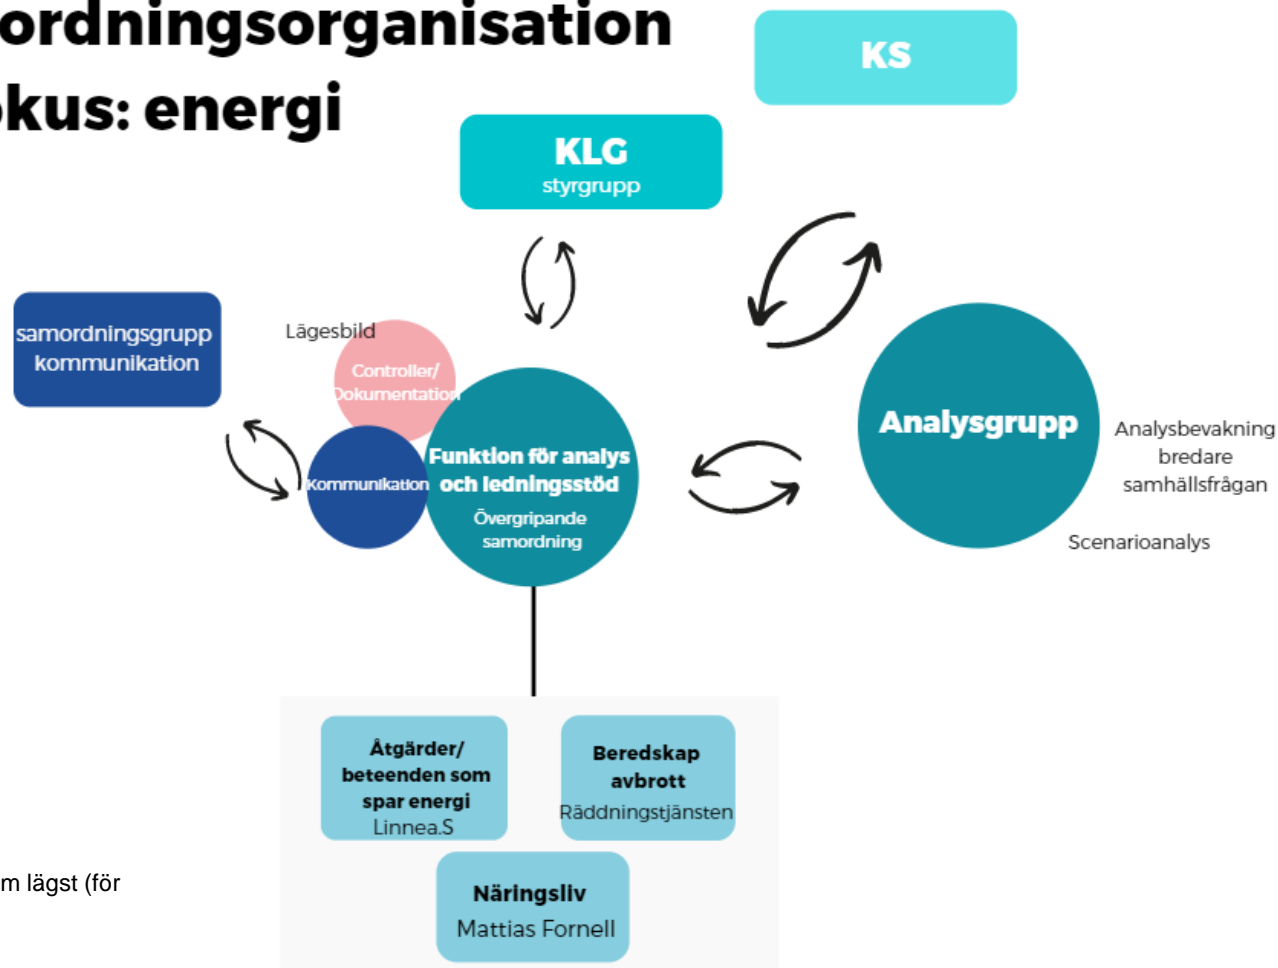 ordningsorganisation
okus: energi
KS
KLG
styrgrupp
samordningsgrupp
kommunikation
Lägesbild
Controller/
Dokumentation
Kommunikation
Funktion för analys
och ledningsstöd
Övergripande
samordning
Analysgrupp
Analysbevakning
bredare
samhällsfrågan
Scenarioanalys
Åtgärder/
beteenden som
spar energi
Linnea.S
Beredskap
avbrott
Räddningstjänsten
Näringsliv
Mattias Fornell
m lägst (för